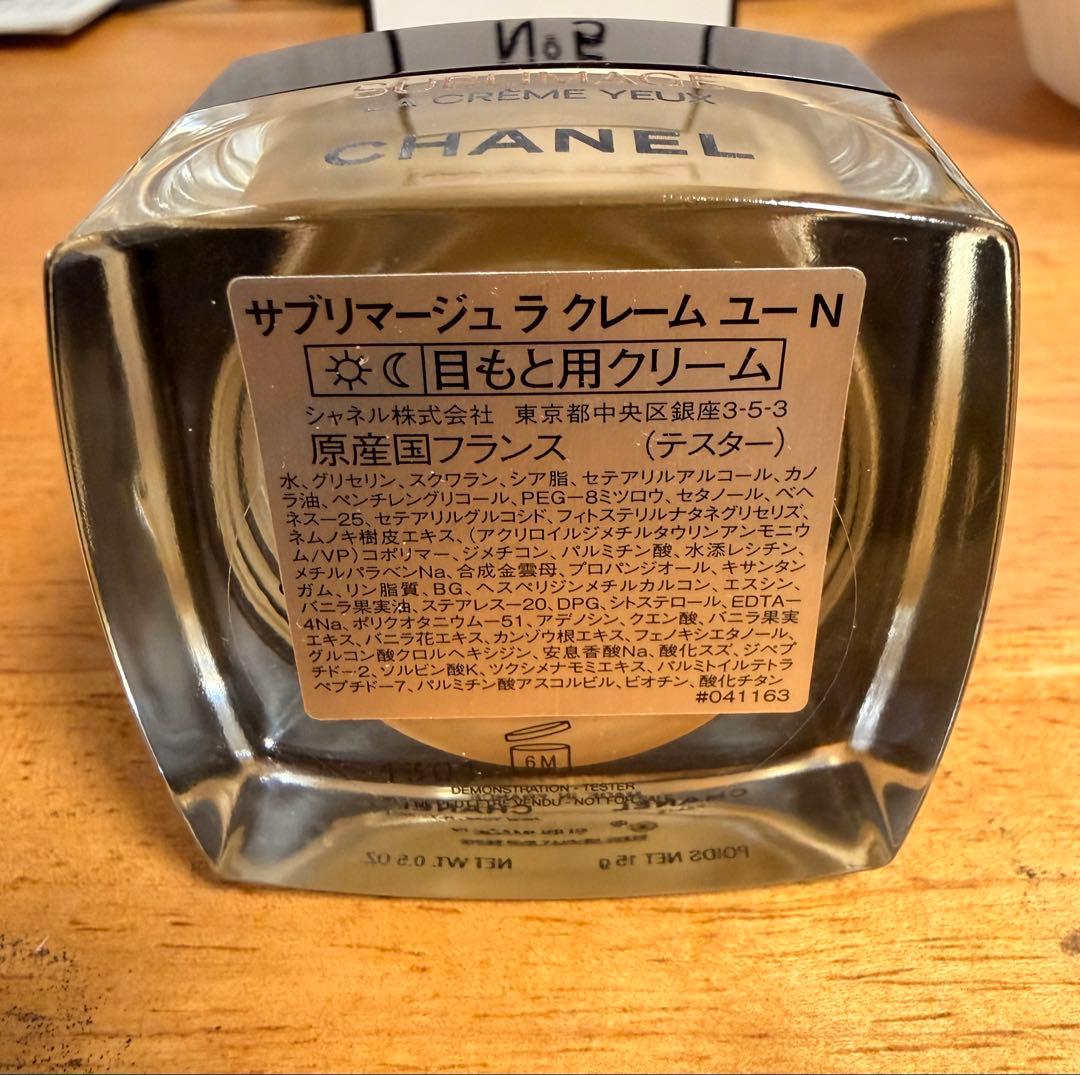 N°5
SUBLIMAGE
LA CRÈME YEUX
CHANEL
サブリマージュ ラ クレーム ユー N
目もと用クリーム
シャネル株式会社 東京都中央区銀座3-5-3
原産国フランス (テスター)
水、グリセリン、スクワラン、シア脂、セテアリルアルコール、カノ
ラ油、ペンチレングリコール、PEG-8ミツロウ、セタノール、ベヘ
ネス-25、セテアリルグルコシド、フィトステリルナタネグリセリズ、
ネムノキ樹皮エキス、(アクリロイルジメチルタウリンアンモニウ
ム/VP)コポリマー、ジメチコン、パルミチン酸、水添レシチン、
メチルパラベンNa、合成金雲母、プロパンジオール、キサンタン
ガム、リン脂質、BG、ヘスペリジンメチルカルコン、エスシン、
バニラ果実油、ステアレス-20、DPG、シトステロール、EDTA-
4Na、ポリクオタニウム-51、アデノシン、クエン酸、バニラ果実
エキス、バニラ花エキス、カンゾウ根エキス、フェノキシエタノール、
グルコン酸クロルヘキシジン、安息香酸Na、酸化スズ、ジペプ
チド-2、ソルビン酸K、ツクシメナモミエキス、パルミトイルテトラ
ペプチド-7、パルミチン酸アスコルビル、ビオチン、酸化チタン
#041163
6M
DEMONSTRATION - TESTER
VENDU - NOT FOR
POIDS NET 15 g
NET WT. 0.5 OZ.